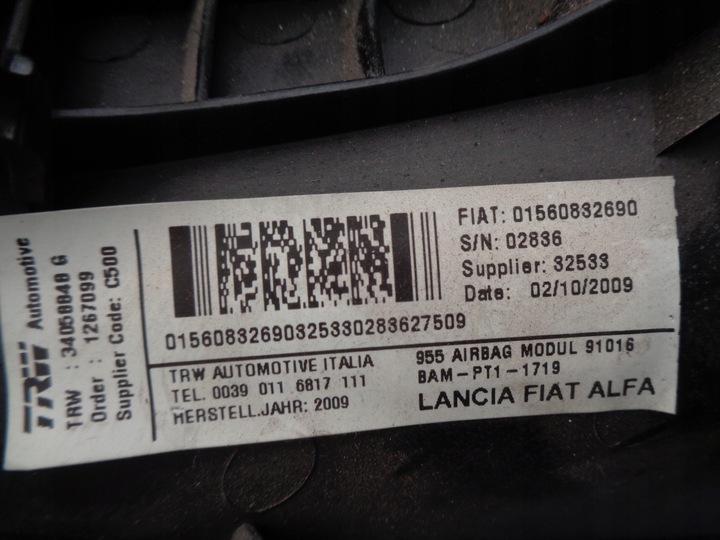 TRW Automotive
TRW : 34058848 G
Order : 1267099
Supplier Code: C500
01560832690325330283627509
FIAT: 01560832690
S/N: 02836
Supplier: 32533
Date: 02/10/2009
TRW AUTOMOTIVE ITALIA
TEL. 0039 011 6817 111
HERSTELL.JAHR: 2009
955 AIRBAG MODUL 91016
BAM-PT1-1719
LANCIA FIAT ALFA